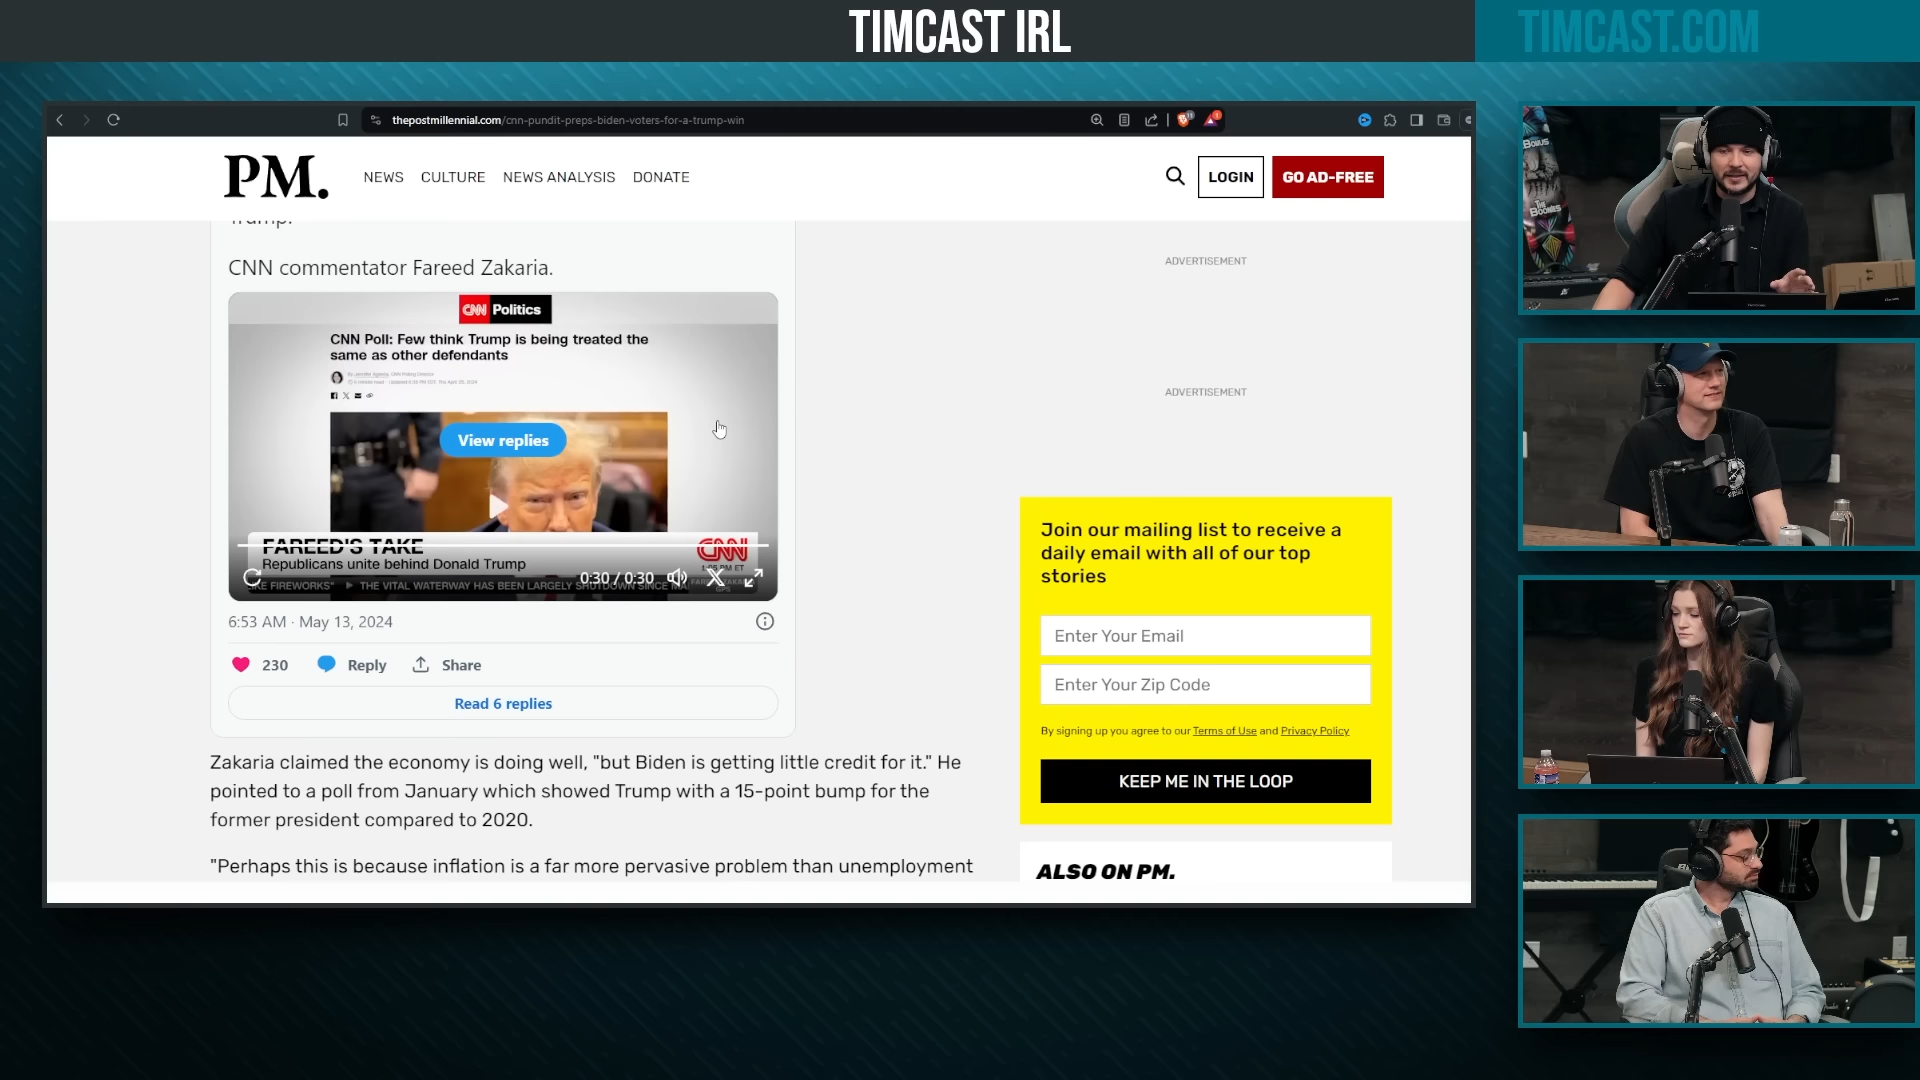 TIMCAST IRL
TIMCAST.COM
thepostmillennial.com/cnn-pundit-preps-biden-voters-for-a-trump-win
PM.
NEWS
CULTURE
NEWS ANALYSIS
DONATE
LOGIN
GO AD-FREE
Trump.
CNN commentator Fareed Zakaria.
CNN Politics
CNN Poll: Few think Trump is being treated the
same as other defendants
View replies
FAREED'S TAKE
Republicans unite behind Donald Trump
CNN
0:30 / 0:30
THE VITAL WATERWAY HAS BEEN LARGELY SHUTDOWN SINCE
6:53 AM · May 13, 2024
230
Reply
Share
Read 6 replies
Zakaria claimed the economy is doing well, "but Biden is getting little credit for it." He
pointed to a poll from January which showed Trump with a 15-point bump for the
former president compared to 2020.
"Perhaps this is because inflation is a far more pervasive problem than unemployment
ADVERTISEMENT
ADVERTISEMENT
Join our mailing list to receive a
daily email with all of our top
stories
Enter Your Email
Enter Your Zip Code
By signing up you agree to our Terms of Use and Privacy Policy
KEEP ME IN THE LOOP
ALSO ON PM.